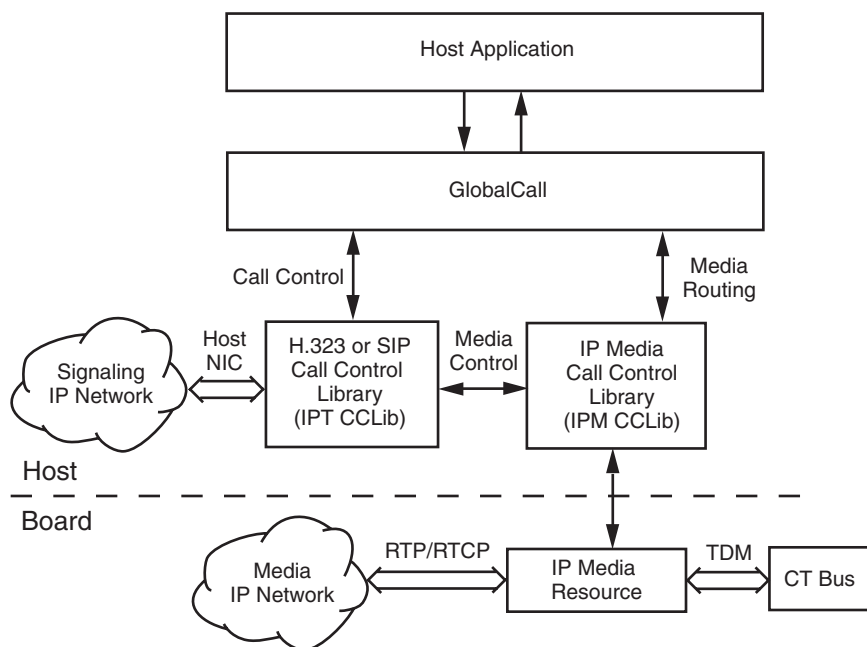 Host Application
GlobalCall
Call Control
Media
Routing
Signaling
IP Network
Host
NIC
H.323 or SIP
Call Control
Library
(IPT CCLib)
Media
Control
IP Media
Call Control
Library
(IPM CCLib)
Host
Board
Media
IP Network
RTP/RTCP
IP Media
Resource
TDM
CT Bus